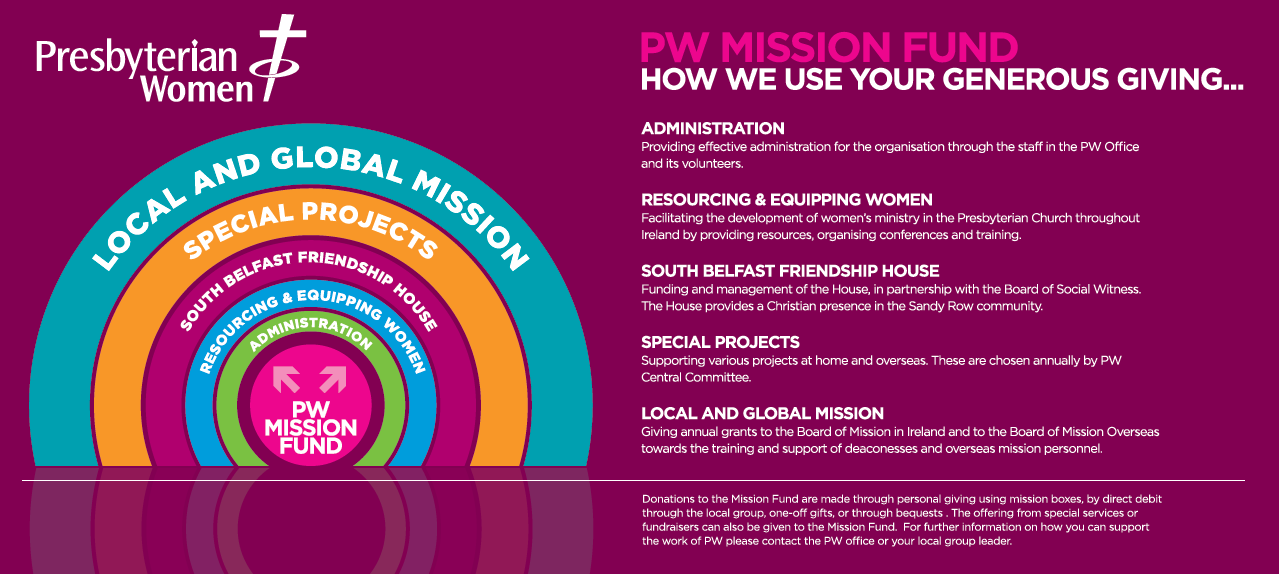 Presbyterian
Women
LOCAL AND GLOBAL MISSION
SPECIAL PROJECTS
SOUTH BELFAST FRIENDSHIP HOUSE
RESOURCING & EQUIPPING WOMEN
ADMINISTRATION
PW
MISSION
FUND
PW MISSION FUND
HOW WE USE YOUR GENEROUS GIVING...
ADMINISTRATION
Providing effective administration for the organisation through the staff in the PW Office
and its volunteers.
RESOURCING & EQUIPPING WOMEN
Facilitating the development of women's ministry in the Presbyterian Church throughout
Ireland by providing resources, organising conferences and training.
SOUTH BELFAST FRIENDSHIP HOUSE
Funding and management of the House, in partnership with the Board of Social Witness.
The House provides a Christian presence in the Sandy Row community.
SPECIAL PROJECTS
Supporting various projects at home and overseas. These are chosen annually by PW
Central Committee.
LOCAL AND GLOBAL MISSION
Giving annual grants to the Board of Mission in Ireland and to the Board of Mission Overseas
towards the training and support of deaconesses and overseas mission personnel.
Donations to the Mission Fund are made through personal giving using mission boxes, by direct debit
through the local group, one-off gifts, or through bequests . The offering from special services or
fundraisers can also be given to the Mission Fund.  For further information on how you can support
the work of PW please contact the PW office or your local group leader.